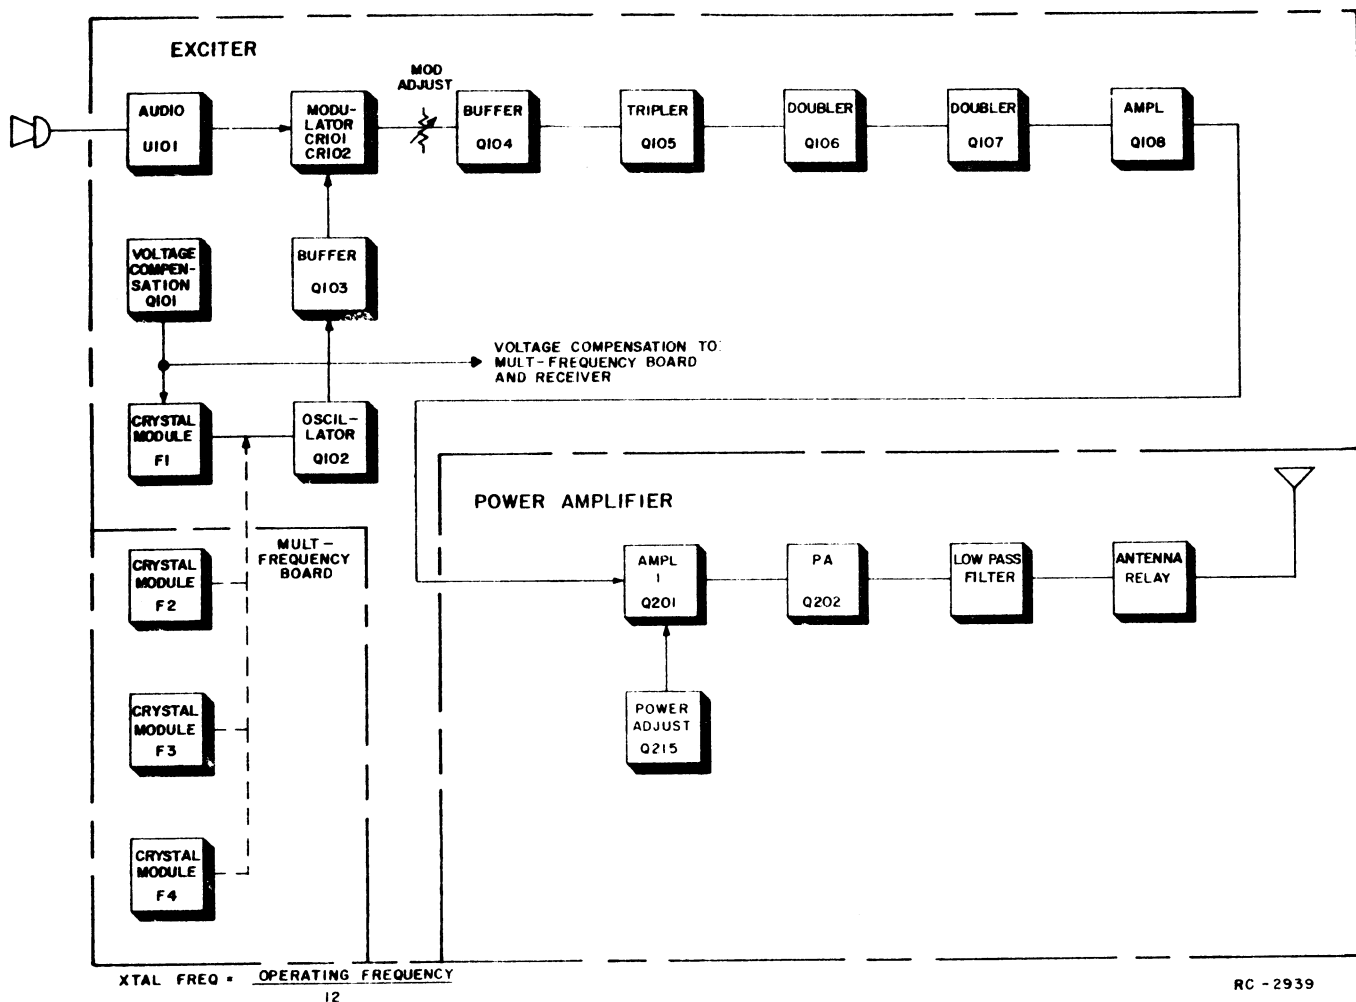 EXCITER
MOD
ADJUST
AUDIO
U101
MODU-
LATOR
CR101
CR102
BUFFER
Q104
TRIPLER
Q105
DOUBLER
Q106
DOUBLER
Q107
AMPL
Q108
VOLTAGE
COMPEN-
SATION
Q101
BUFFER
Q103
VOLTAGE COMPENSATION TO
MULT-FREQUENCY BOARD
AND RECEIVER
CRYSTAL
MODULE
F1
OSCIL-
LATOR
Q102
POWER AMPLIFIER
MULT-
FREQUENCY
BOARD
CRYSTAL
MODULE
F2
AMPL
1
Q201
PA
Q202
LOW PASS
FILTER
ANTENNA
RELAY
CRYSTAL
MODULE
F3
POWER
ADJUST
Q215
CRYSTAL
MODULE
F4
XTAL FREQ = OPERATING FREQUENCY
12
RC-2939